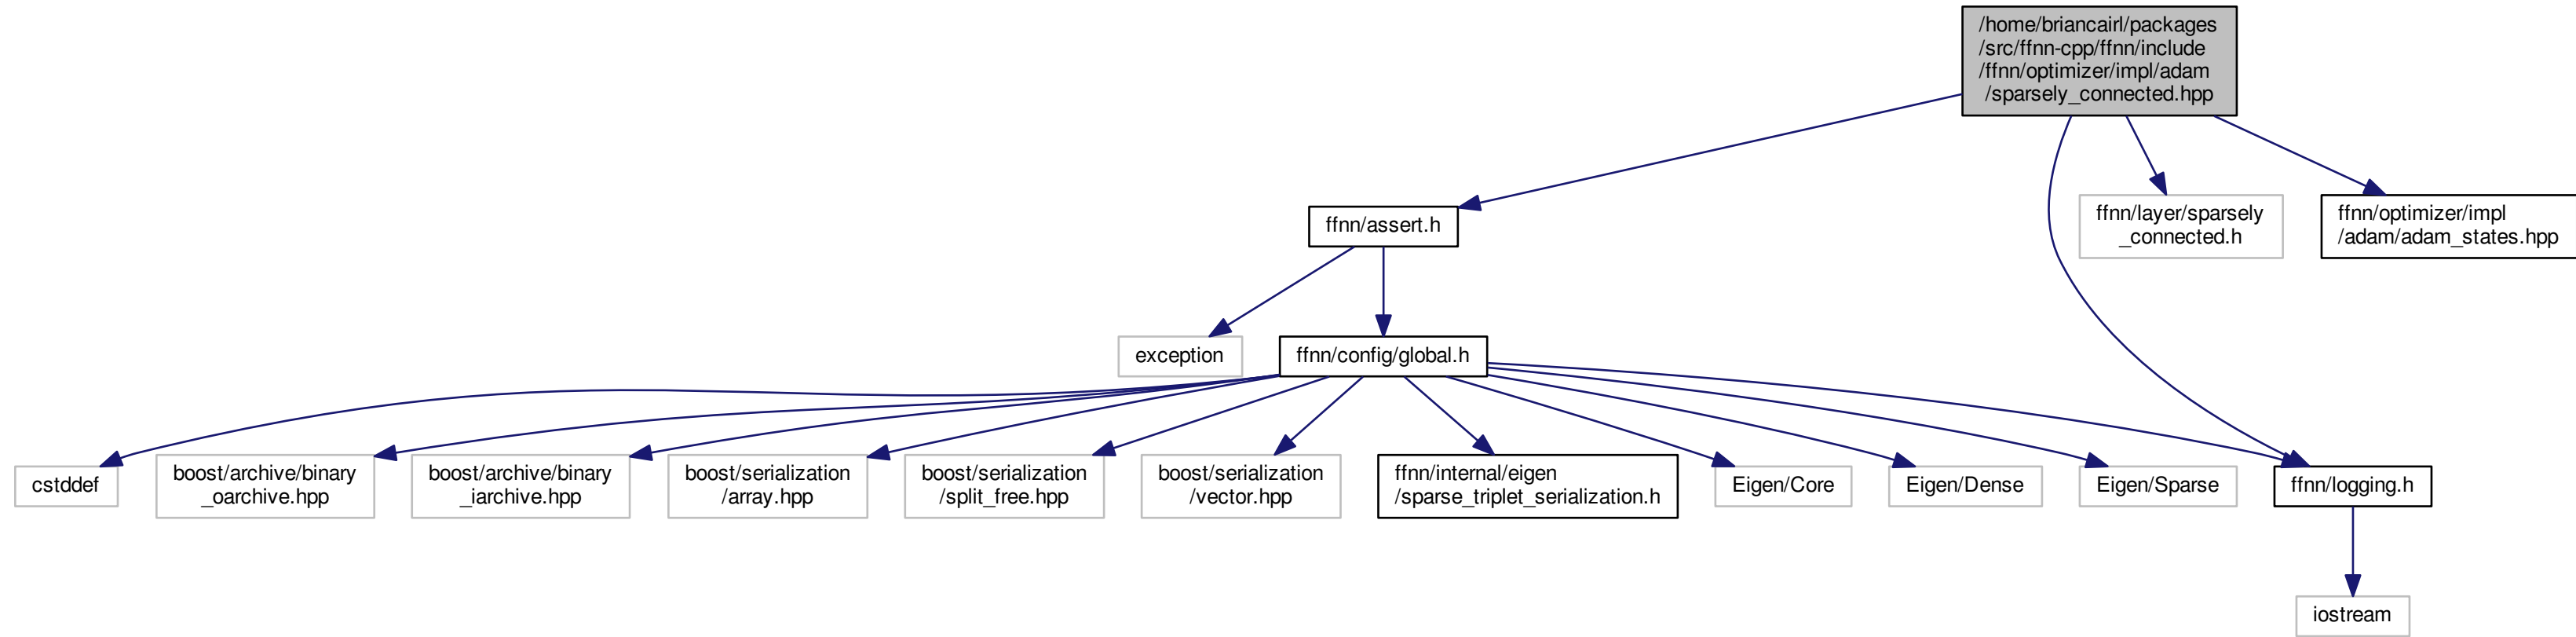 /home/briancairl/packages
/src/ffnn-cpp/ffnn/include
/ffnn/optimizer/impl/adam
/sparsely_connected.hpp
ffnn/assert.h
ffnn/layer/sparsely
_connected.h
ffnn/optimizer/impl
/adam/adam_states.hpp
exception
ffnn/config/global.h
cstddef
boost/archive/binary
_oarchive.hpp
boost/archive/binary
_iarchive.hpp
boost/serialization
/array.hpp
boost/serialization
/split_free.hpp
boost/serialization
/vector.hpp
ffnn/internal/eigen
/sparse_triplet_serialization.h
Eigen/Core
Eigen/Dense
Eigen/Sparse
ffnn/logging.h
iostream